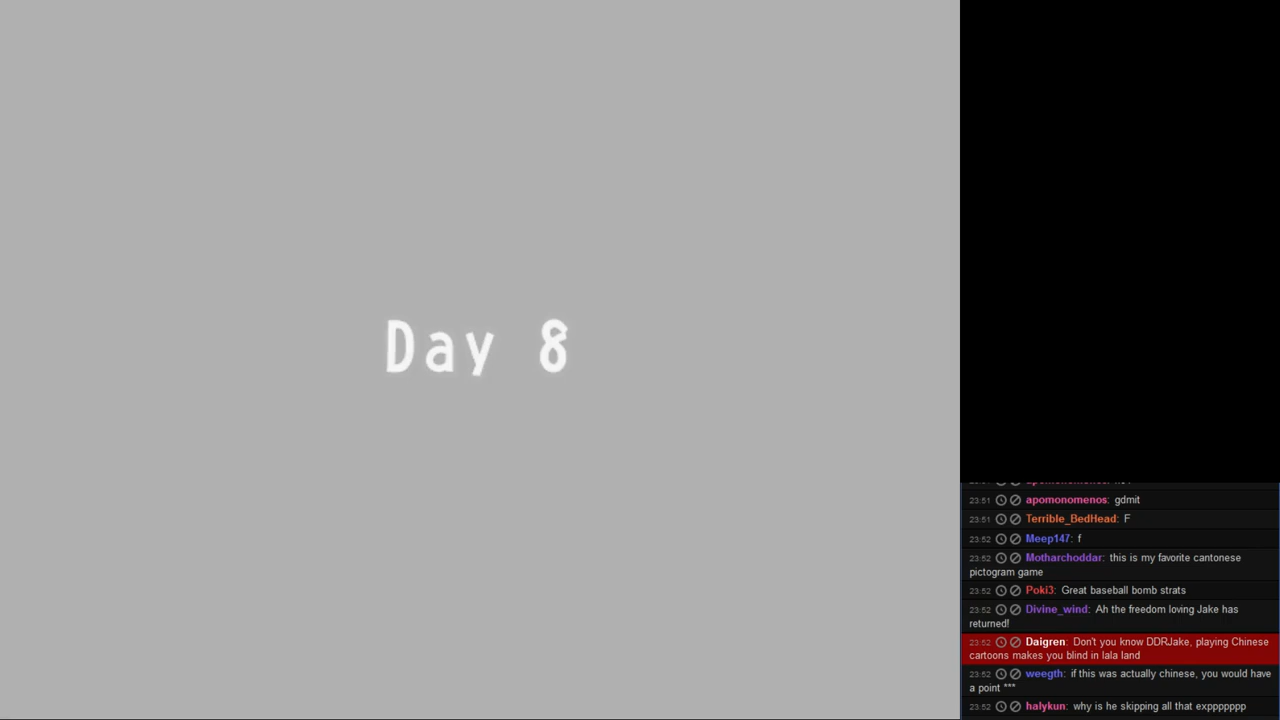 Day 8
23:51 apomonomenos: gdmit
23:51 Terrible_BedHead: F
23:52 Meep147: f
23:52 Motharchoddar: this is my favorite cantonese
pictogram game
23:52 Poki3: Great baseball bomb strats
23:52 Divine_wind: Ah the freedom loving Jake has
returned!
23:52 Daigren: Don't you know DDRJake, playing Chinese
cartoons makes you blind in lala land
23:52 weegth: if this was actually chinese, you would have
a point ***
23:52 halykun: why is he skipping all that exppppppp